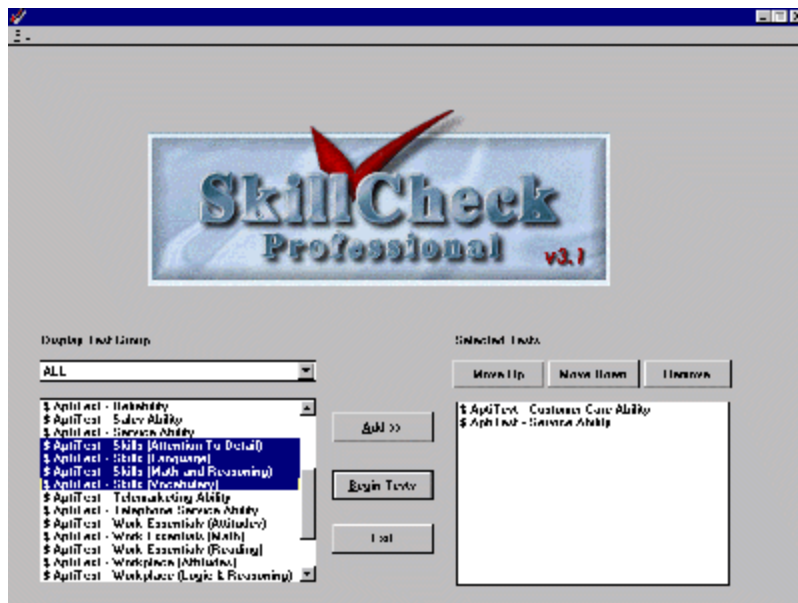 SkillCheck
Professional
v3.1
Display Test Group
Selected Tests
ALL
Move Up
Move Down
Remove
$ AptiTest - Reliability
$ AptiTest - Sales Ability
$ AptiTest - Service Ability
$ AptiTest - Skills (Attention To Detail)
$ AptiTest - Skills (Language)
$ AptiTest - Skills (Math and Reasoning)
$ AptiTest - Skills (Vocabulary)
$ AptiTest - Telemarketing Ability
$ AptiTest - Telephone Service Ability
$ AptiTest - Work Essentials (Attitudes)
$ AptiTest - Work Essentials (Math)
$ AptiTest - Work Essentials (Reading)
$ AptiTest - Workplace (Attitudes)
$ AptiTest - Workplace (Logic & Reasoning)
Add >>
Begin Tests
Exit
$ AptiTest - Customer Care Ability
$ AptiTest - Service Ability